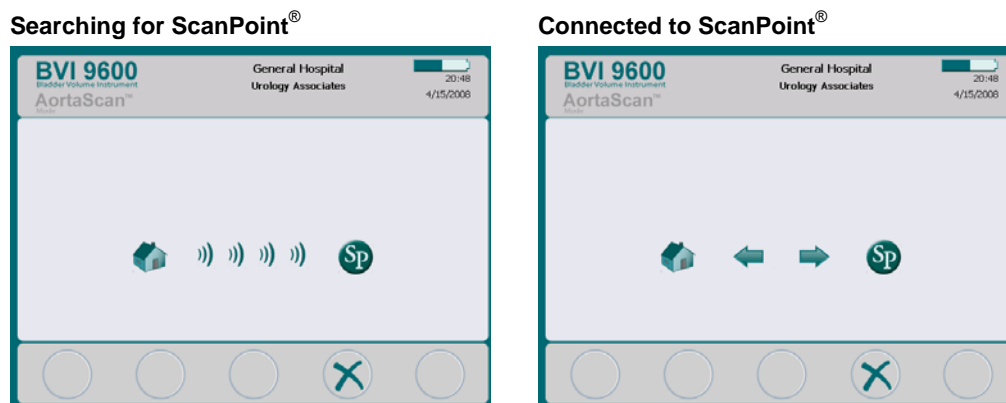 Searching for ScanPoint®
BVI 9600
Bladder Volume Instrument
AortaScan™
Mode
General Hospital
Urology Associates
20:48
4/15/2008
SP
Connected to ScanPoint®
BVI 9600
Bladder Volume Instrument
AortaScan™
Mode
General Hospital
Urology Associates
20:48
4/15/2008
SP